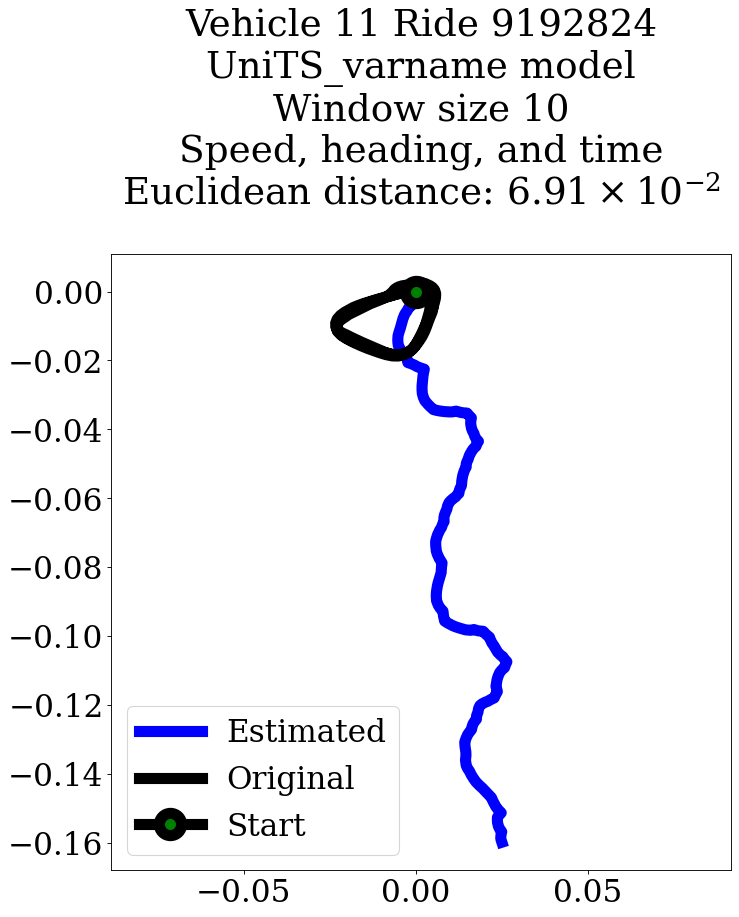 Vehicle 11 Ride 9192824
UniTS_varname model
Window size 10
Speed, heading, and time
Euclidean distance: 6.91 × 10⁻²
0.00
−0.02
−0.04
−0.06
−0.08
−0.10
−0.12
−0.14
−0.16
Estimated
Original
Start
−0.05 0.00 0.05